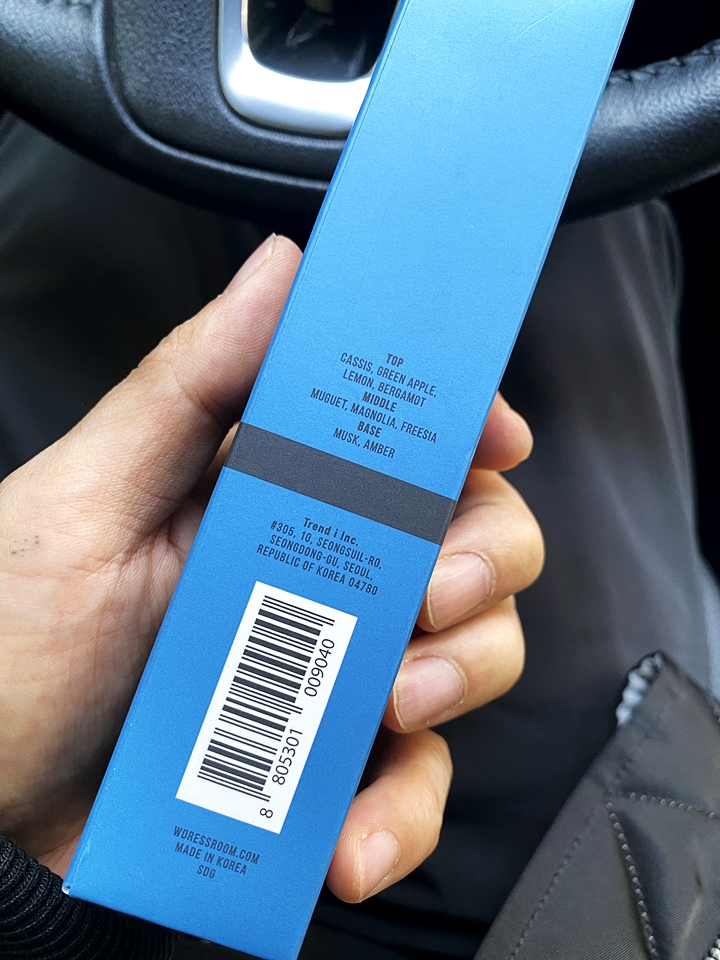 TOP
CASSIS, GREEN APPLE,
LEMON, BERGAMOT
MIDDLE
MUGUET, MAGNOLIA, FREESIA
BASE
MUSK, AMBER
Trend i Inc.
#305, 10, SEONGSUIL-RO,
SEONGDONG-GU, SEOUL,
REPUBLIC OF KOREA 04780
8 805301 009040
WDRESSROOM.COM
MADE IN KOREA
SDG